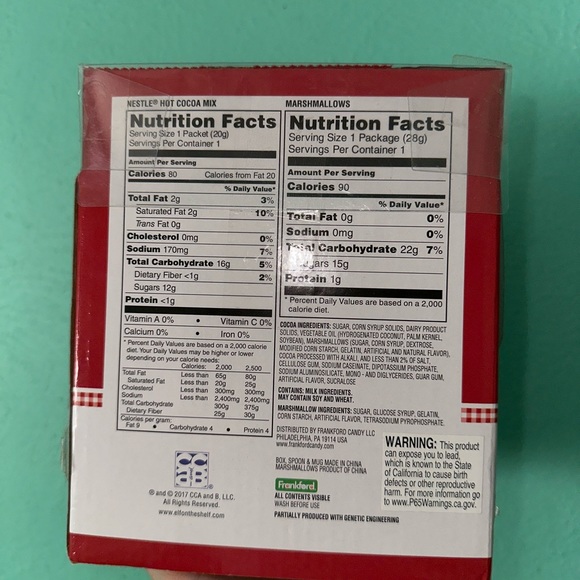 NESTLE® HOT COCOA MIX
Nutrition Facts
Serving Size 1 Packet (20g)
Servings Per Container 1
Amount Per Serving
Calories 80 Calories from Fat 20
% Daily Value*
Total Fat 2g 3%
Saturated Fat 2g 10%
Trans Fat 0g
Cholesterol 0mg 0%
Sodium 170mg 7%
Total Carbohydrate 16g 5%
Dietary Fiber <1g 2%
Sugars 12g
Protein <1g
Vitamin A 0% • Vitamin C 0%
Calcium 0% • Iron 0%
* Percent Daily Values are based on a 2,000 calorie
diet. Your Daily Values may be higher or lower
depending on your calorie needs:
Calories: 2,000 2,500
Total Fat Less than 65g 80g
Saturated Fat Less than 20g 25g
Cholesterol Less than 300mg 300mg
Sodium Less than 2,400mg 2,400mg
Total Carbohydrate 300g 375g
Dietary Fiber 25g 30g
Calories per gram:
Fat 9 • Carbohydrate 4 • Protein 4
MARSHMALLOWS
Nutrition Facts
Serving Size 1 Package (28g)
Servings Per Container 1
Amount Per Serving
Calories 90
% Daily Value*
Total Fat 0g 0%
Sodium 0mg 0%
Total Carbohydrate 22g 7%
Sugars 15g
Protein 1g
* Percent Daily Values are based on a 2,000
calorie diet.
COCOA INGREDIENTS: SUGAR, CORN SYRUP SOLIDS, DAIRY PRODUCT
SOLIDS, VEGETABLE OIL (HYDROGENATED COCONUT, PALM KERNEL,
SOYBEAN), MARSHMALLOWS (SUGAR, CORN SYRUP, DEXTROSE,
MODIFIED CORN STARCH, GELATIN, ARTIFICIAL AND NATURAL FLAVOR),
COCOA PROCESSED WITH ALKALI, AND LESS THAN 2% OF SALT,
CELLULOSE GUM, SODIUM CASEINATE, DIPOTASSIUM PHOSPHATE,
SODIUM ALUMINOSILICATE, MONO- AND DIGLYCERIDES, GUAR GUM,
ARTIFICIAL FLAVOR, SUCRALOSE
CONTAINS: MILK INGREDIENTS.
MAY CONTAIN SOY AND WHEAT.
MARSHMALLOW INGREDIENTS: SUGAR, GLUCOSE SYRUP, GELATIN,
CORN STARCH, ARTIFICIAL FLAVOR, TETRASODIUM PYROPHOSPHATE.
DISTRIBUTED BY FRANKFORD CANDY LLC
PHILADELPHIA, PA 19114 USA
www.frankfordcandy.com
BOX, SPOON & MUG MADE IN CHINA
MARSHMALLOWS PRODUCT OF CHINA
Frankford.
ALL CONTENTS VISIBLE
WASH BEFORE USE
PARTIALLY PRODUCED WITH GENETIC ENGINEERING
WARNING: This product
can expose you to lead,
which is known to the State
of California to cause birth
defects or other reproductive
harm. For more information go
to www.P65Warnings.ca.gov.
® and © 2017 CCA and B, LLC.
All Rights Reserved.
www.elfontheshelf.com